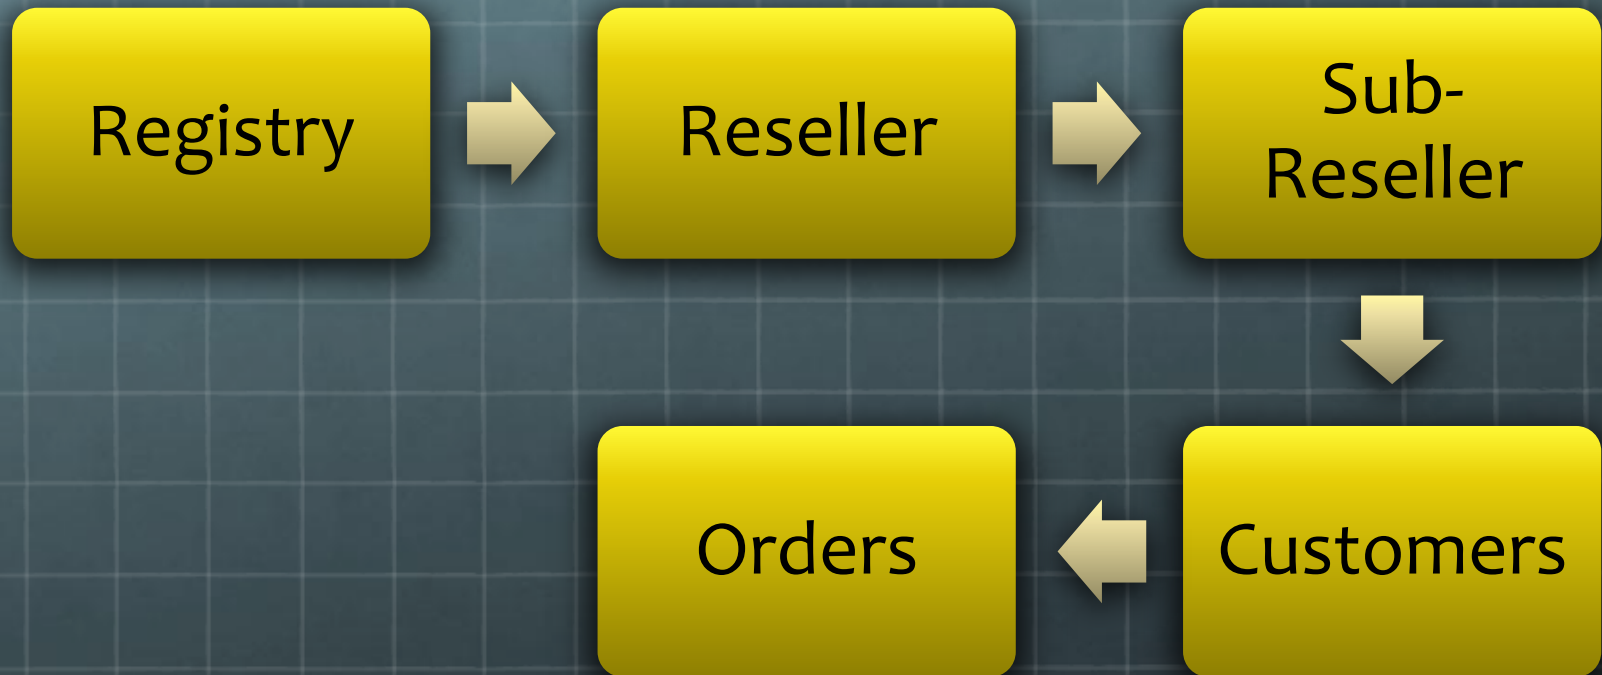 Registry
Reseller
Sub-
Reseller
Customers
Orders